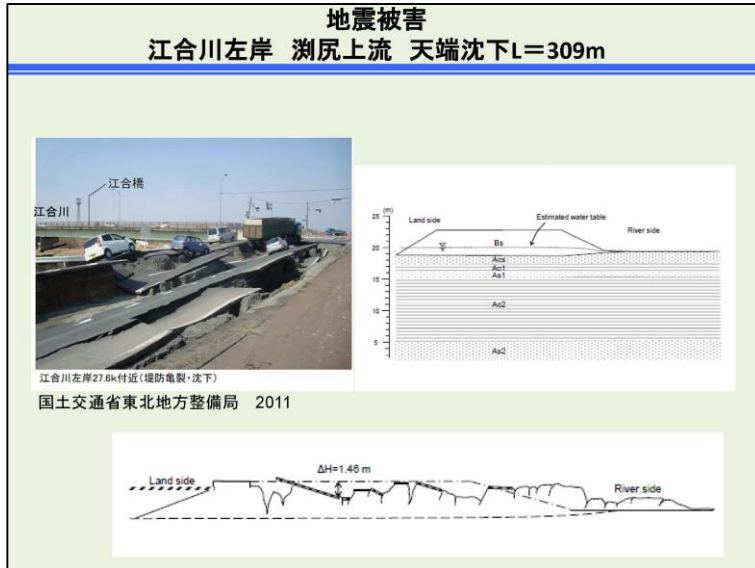 地震被害
江合川左岸　渕尻上流　天端沈下L＝309m
江合橋
江合川
江合川左岸27.6k付近(堤防亀裂・沈下)
国土交通省東北地方整備局　2011
(m)
25
20
15
10
5
Land side
Estimated water table
River side
Bs
Acs
Ac1
As1
Ac2
As2
ΔH=1.46 m
Land side
River side